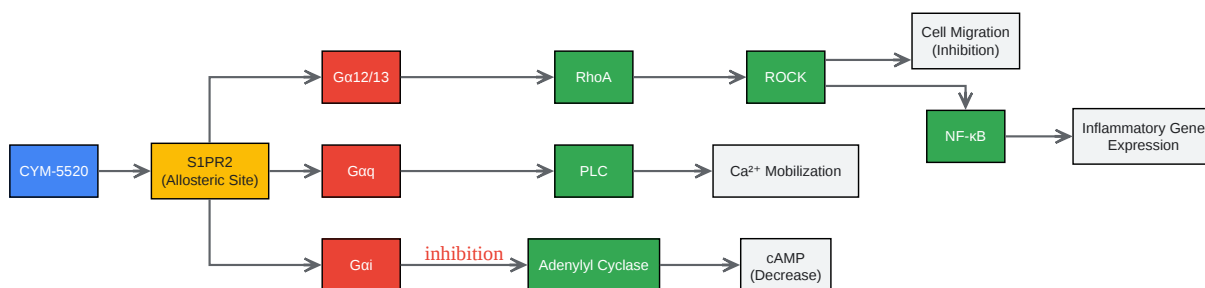 Cell Migration
(Inhibition)
Gα12/13
RhoA
ROCK
NF-κB
Inflammatory Gene
Expression
CYM-5520
S1PR2
(Allosteric Site)
Gαq
PLC
Ca²⁺ Mobilization
Gαi
inhibition
Adenylyl Cyclase
cAMP
(Decrease)